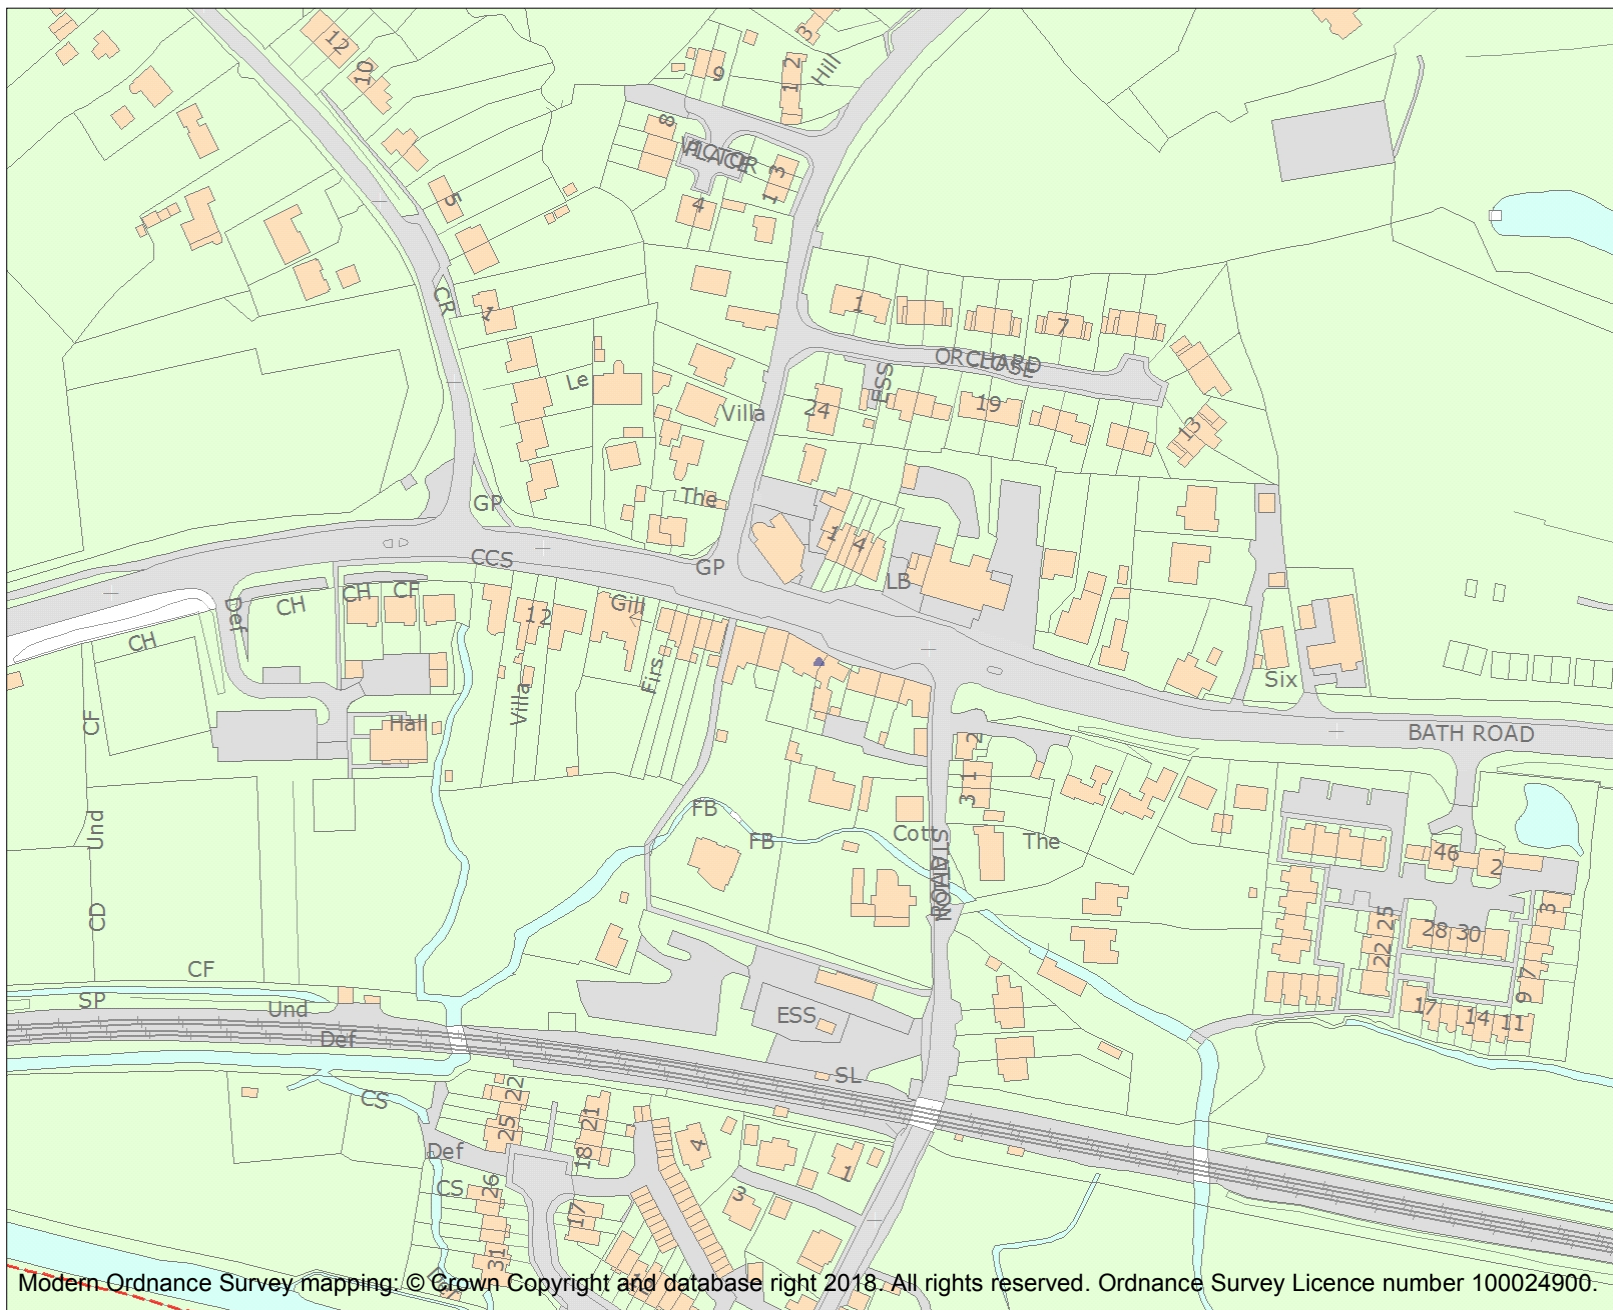 12
10
5
CR
1
9
3
1 2
Hill
8
VICTOR
PLACE
3
1
4
Le
Villa
The
GP
CCS
GP
1
7
ORCHARD
CLOSE
ESS
24
19
13
1
4
LB
Def
CH
CH
CF
CH
12
Gill
Firs
Villa
Hall
CF
Und
CD
CF
SP
Und
Def
Six
BATH ROAD
2
3 1
The
FB
FB
Cott
STATION
ROAD
46
2
3
25
22
28 30
7
9
17
14
11
ESS
SL
CS
Def
CS
22
25
21
18
26
17
31
4
3
1
Modern Ordnance Survey mapping: © Crown Copyright and database right 2018. All rights reserved. Ordnance Survey Licence number 100024900.